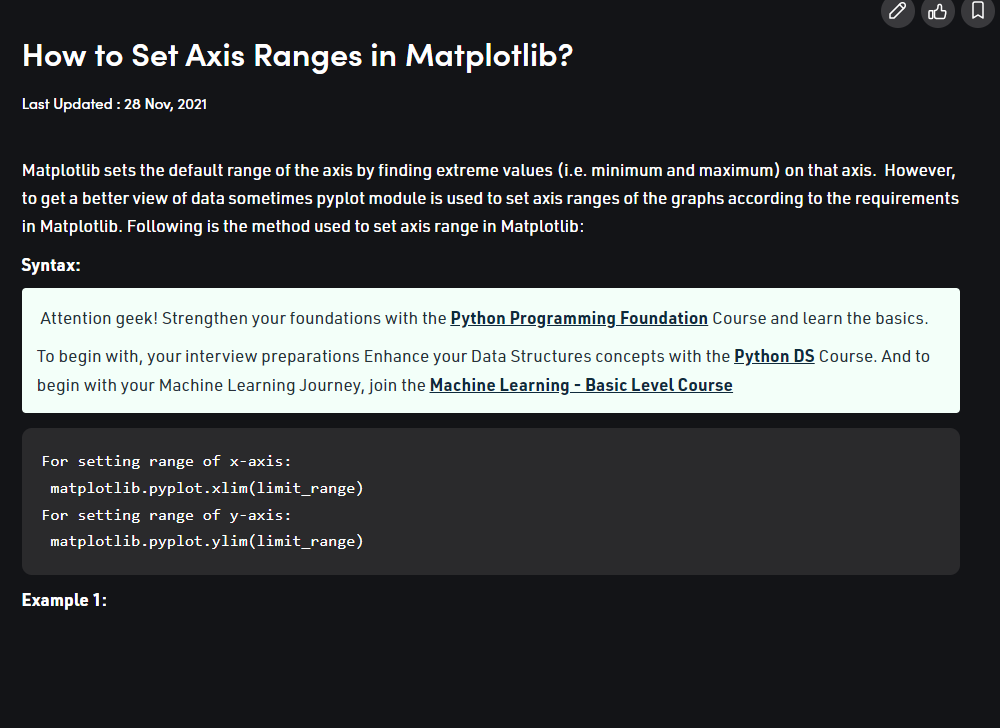 How to Set Axis Ranges in Matplotlib?
Last Updated : 28 Nov, 2021
Matplotlib sets the default range of the axis by finding extreme values (i.e. minimum and maximum) on that axis.  However,
to get a better view of data sometimes pyplot module is used to set axis ranges of the graphs according to the requirements
in Matplotlib. Following is the method used to set axis range in Matplotlib:
Syntax:
Attention geek! Strengthen your foundations with the Python Programming Foundation Course and learn the basics.
To begin with, your interview preparations Enhance your Data Structures concepts with the Python DS Course. And to
begin with your Machine Learning Journey, join the Machine Learning - Basic Level Course
For setting range of x-axis:
matplotlib.pyplot.xlim(limit_range)
For setting range of y-axis:
matplotlib.pyplot.ylim(limit_range)
Example 1: